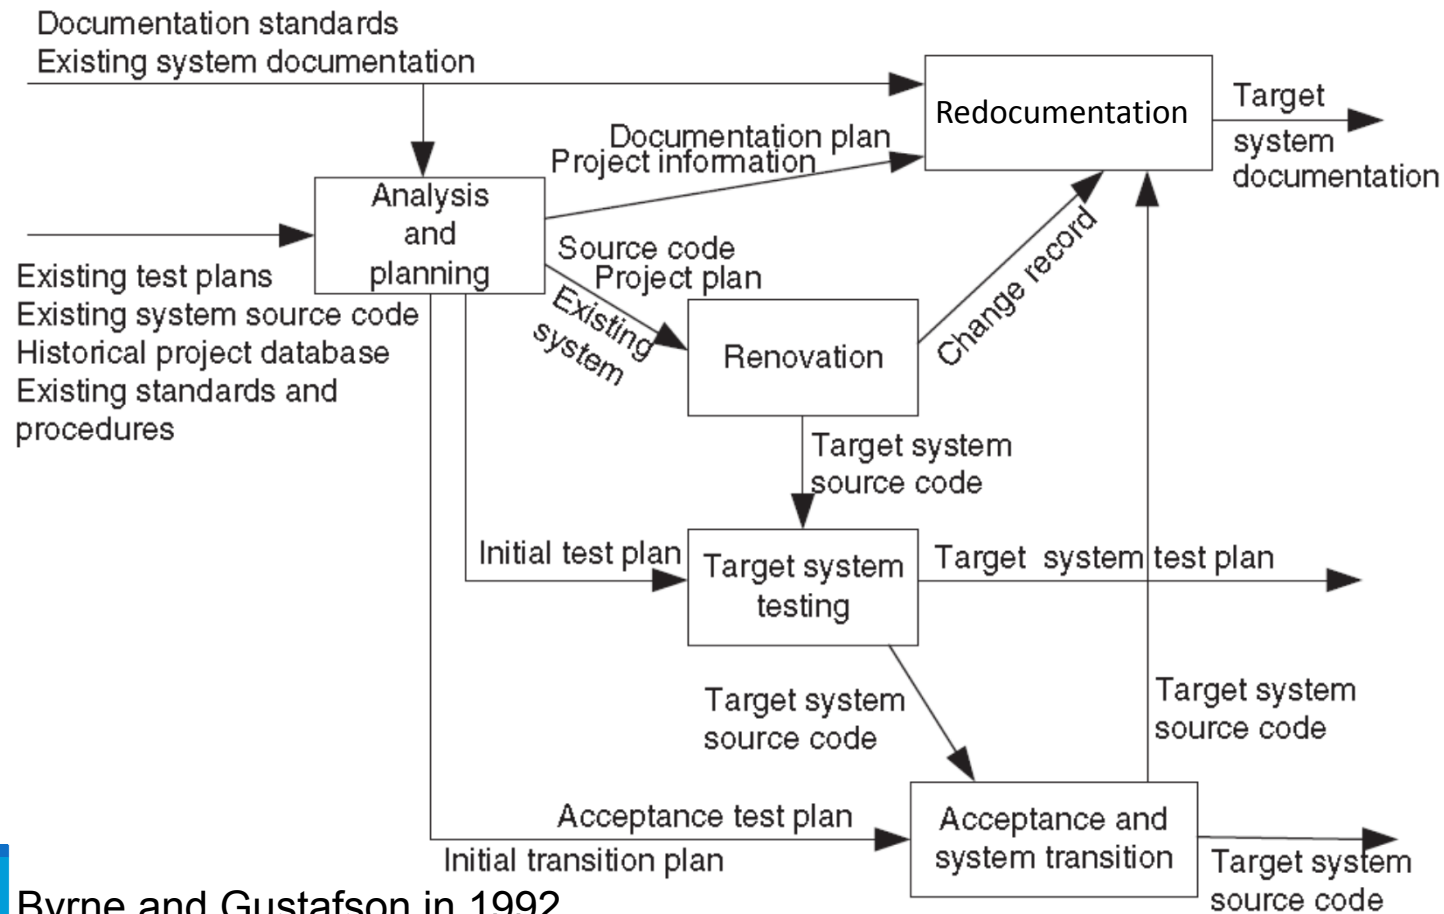 Documentation standards
Existing system documentation
Redocumentation
Target
system
documentation
Documentation plan
Project information
Analysis
and
planning
Existing test plans
Existing system source code
Historical project database
Existing standards and
procedures
Source code
Project plan
Existing
system
Renovation
Change record
Target system
source code
Initial test plan
Target system
testing
Target system test plan
Target system
source code
Target system
source code
Acceptance test plan
Initial transition plan
Acceptance and
system transition
Target system
source code
Byrne and Gustafson in 1992